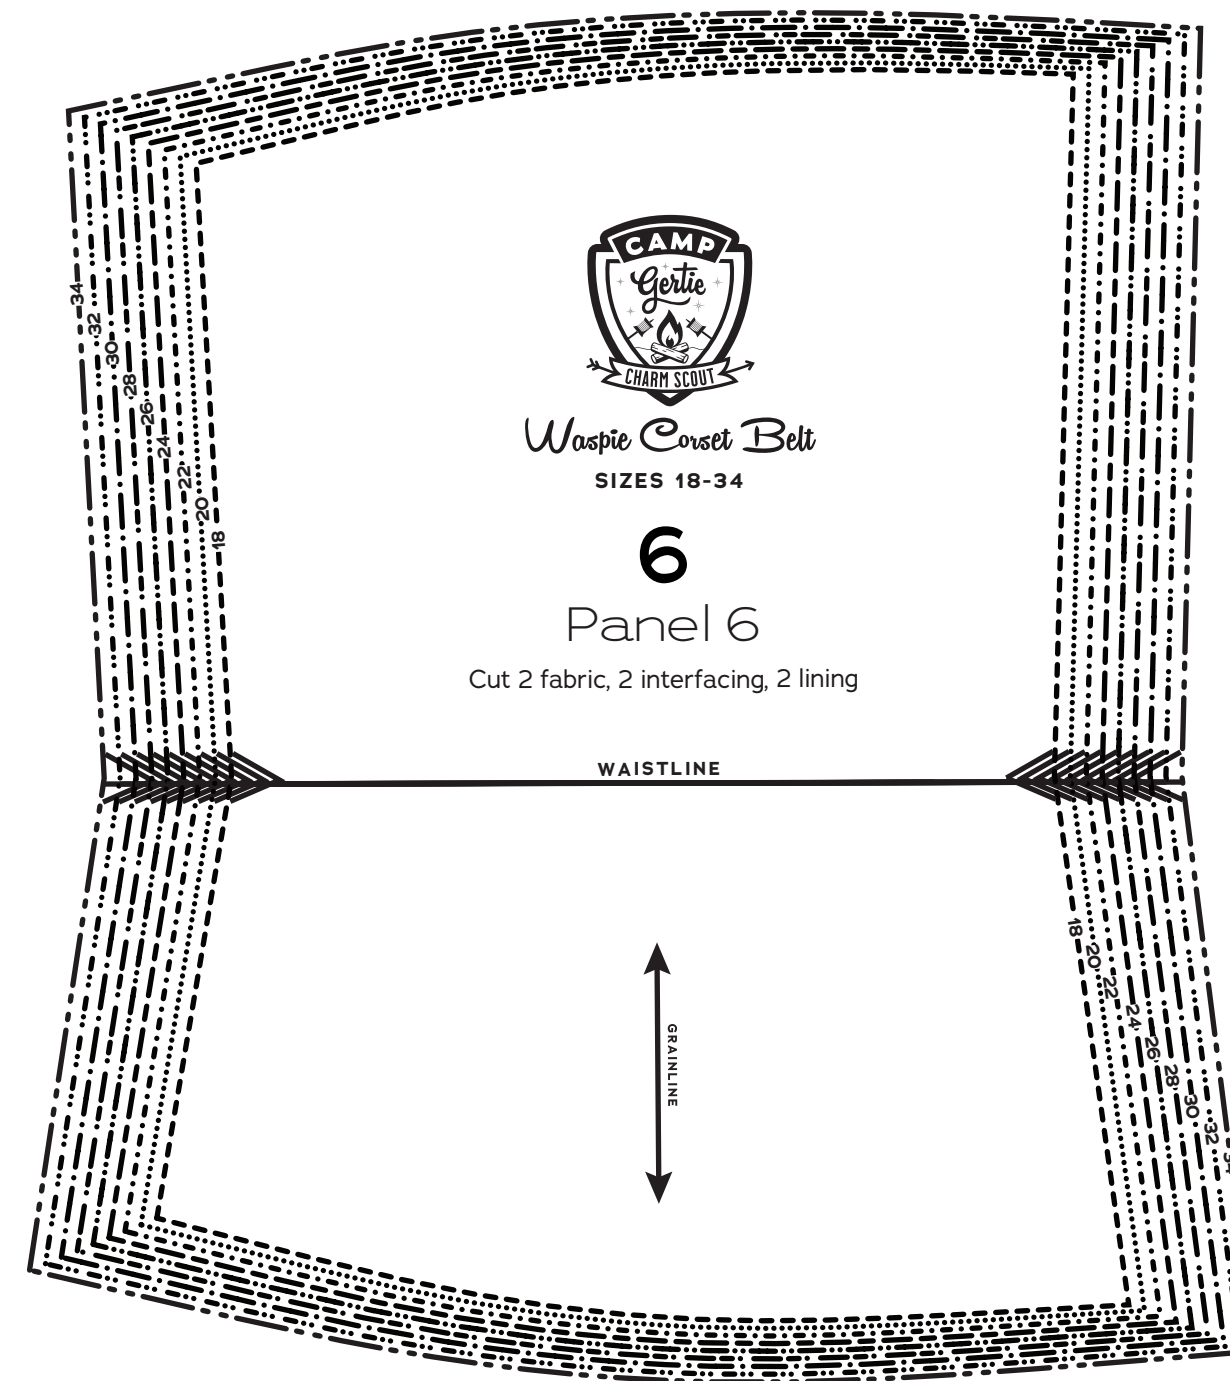 CAMP
Gertie
CHARM SCOUT
Waspie Corset Belt
SIZES 18-34
6
Panel 6
Cut 2 fabric, 2 interfacing, 2 lining
WAISTLINE
GRAINLINE
34
32
30
28
26
24
22
20
18
18
20
22
24
26
28
30
32